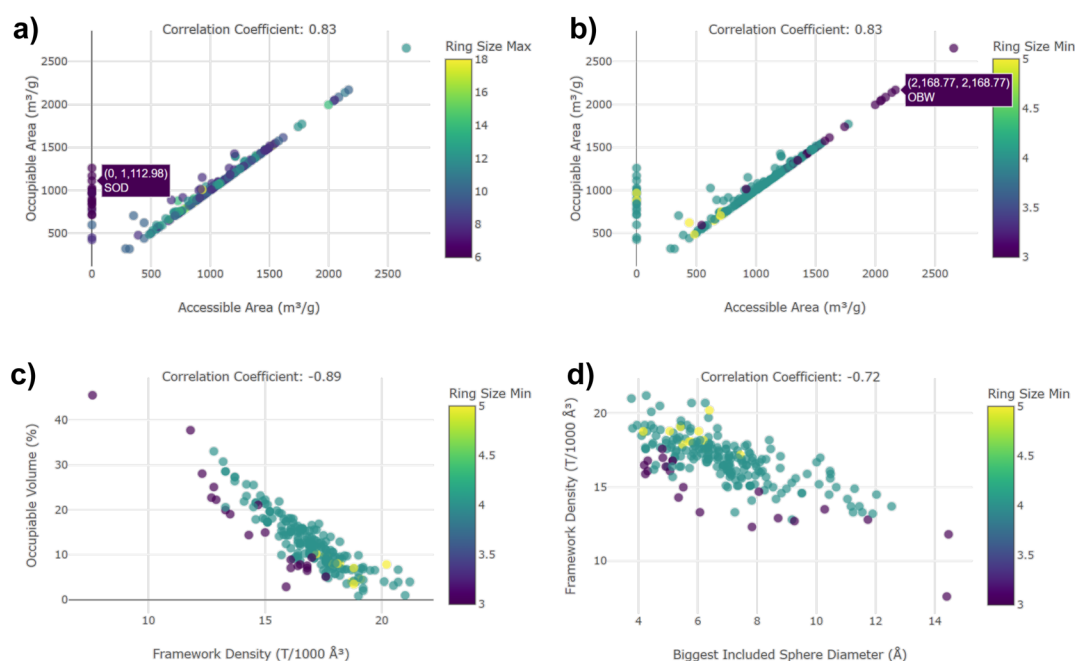 a)
Correlation Coefficient: 0.83
Ring Size Max
Occupiable Area (m³/g)
2500
2000
1500
1000
500
(0, 1,112.98)
SOD
0
500
1000
1500
2000
2500
Accessible Area (m³/g)
18
16
14
12
10
8
6
b)
Correlation Coefficient: 0.83
Ring Size Min
Occupiable Area (m³/g)
2500
2000
1500
1000
500
(2,168.77, 2,168.77)
OBW
0
500
1000
1500
2000
2500
Accessible Area (m³/g)
5
4.5
4
3.5
3
c)
Correlation Coefficient: -0.89
Ring Size Min
Occupiable Volume (%)
40
30
20
10
0
10
15
20
Framework Density (T/1000 Å³)
5
4.5
4
3.5
3
d)
Correlation Coefficient: -0.72
Ring Size Min
Framework Density (T/1000 Å³)
20
15
10
4
6
8
10
12
14
Biggest Included Sphere Diameter (Å)
5
4.5
4
3.5
3